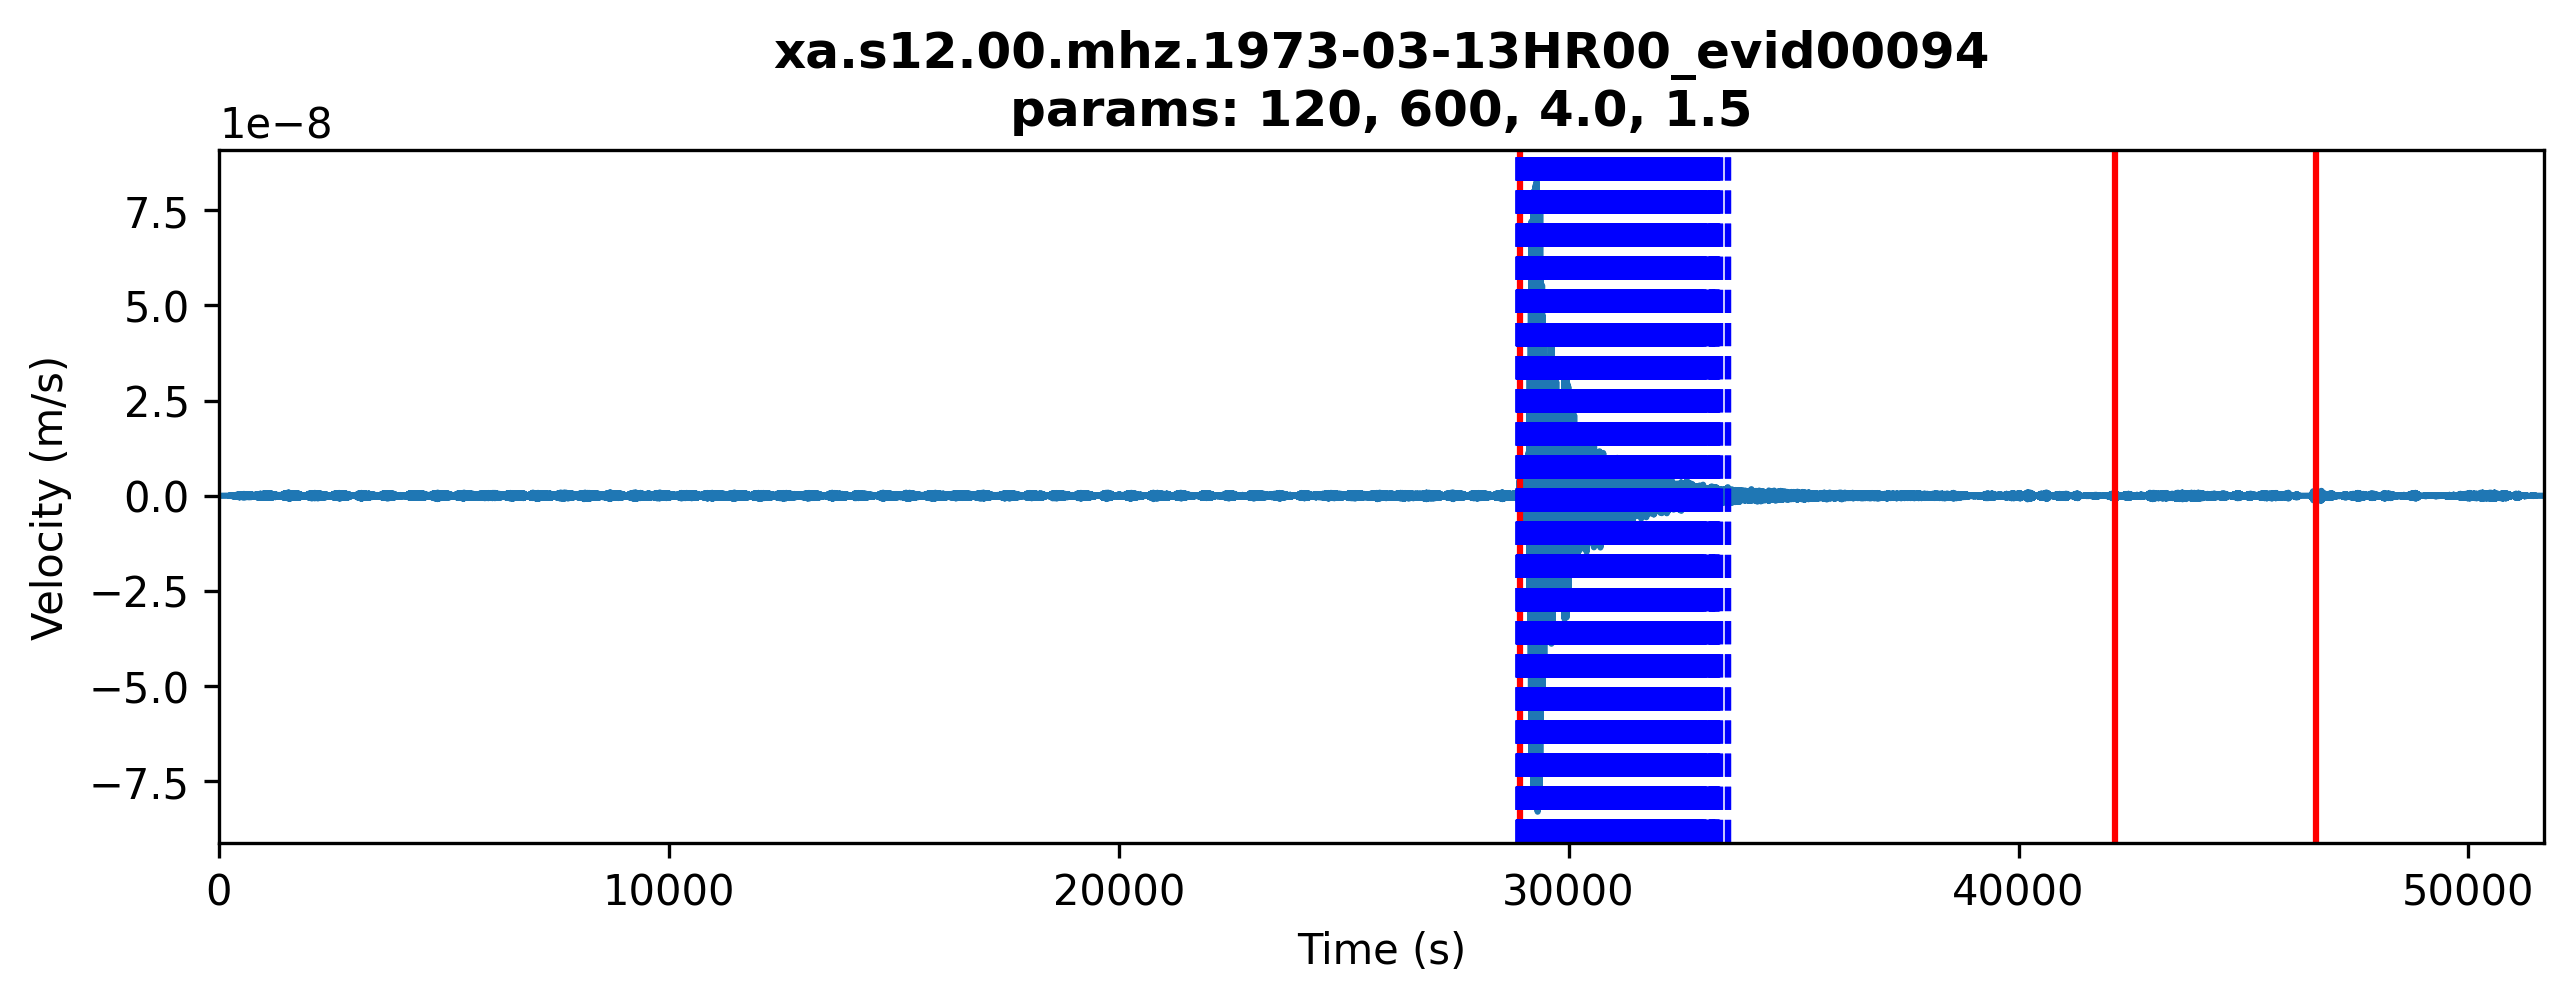 xa.s12.00.mhz.1973-03-13HR00_evid00094
params: 120, 600, 4.0, 1.5
1e−8
7.5
5.0
2.5
0.0
−2.5
−5.0
−7.5
Velocity (m/s)
0 10000 20000 30000 40000 50000
Time (s)